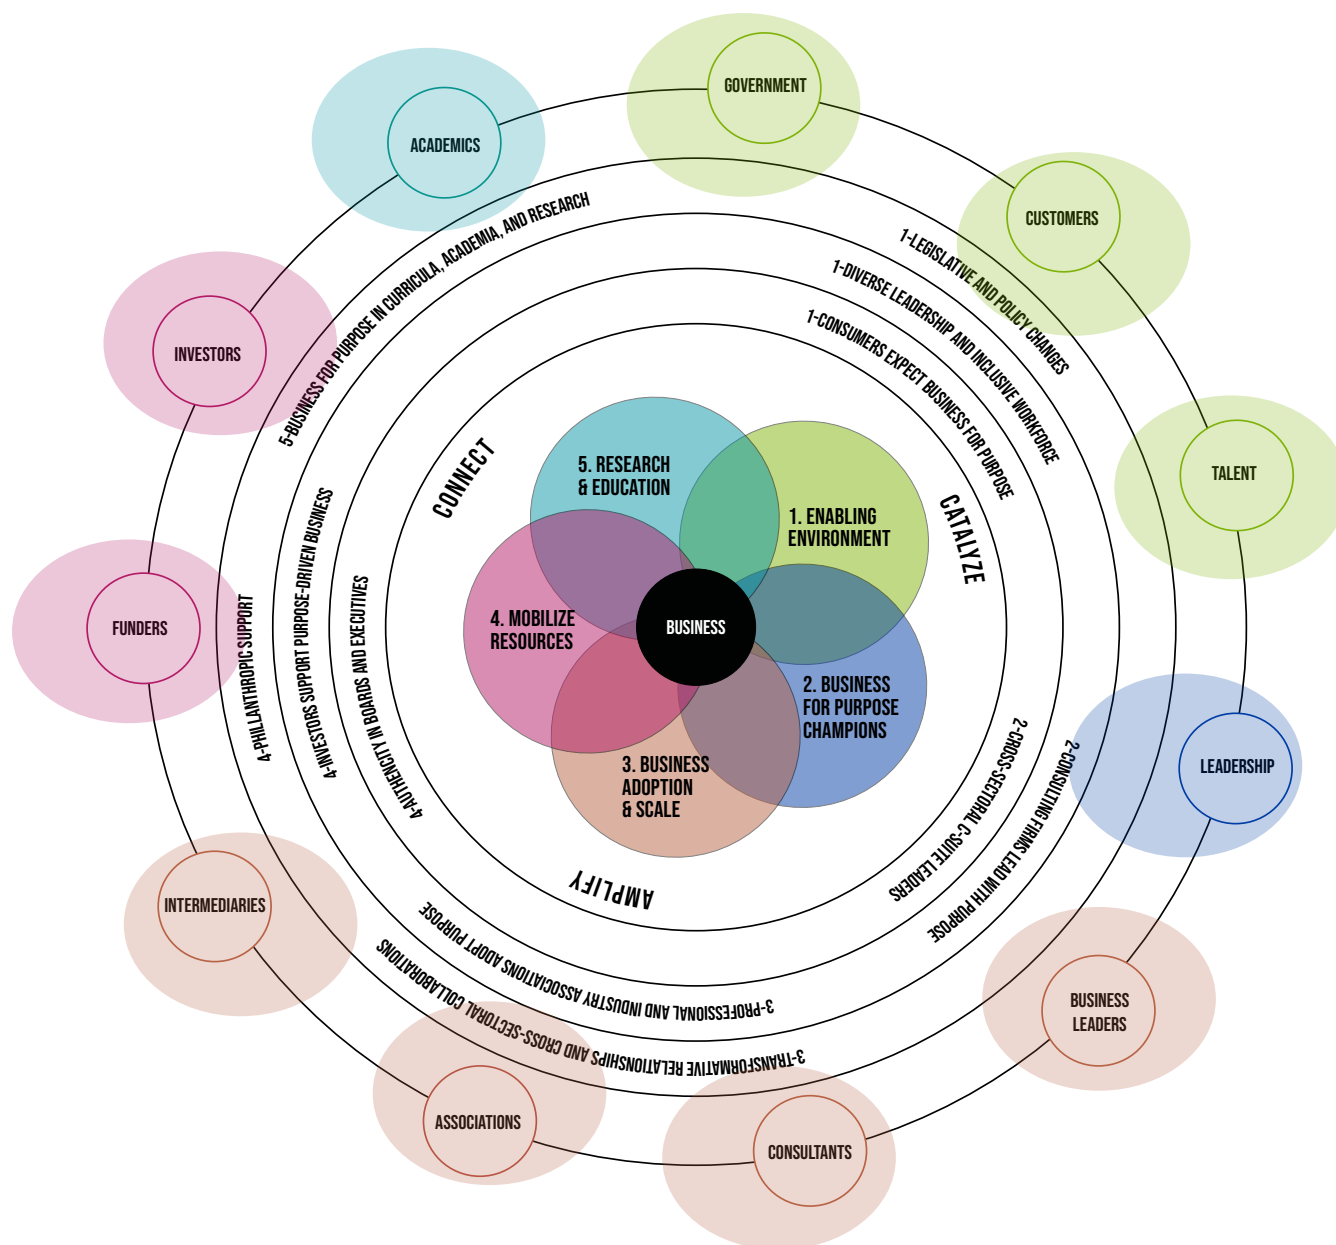 GOVERNMENT
ACADEMICS
CUSTOMERS
INVESTORS
TALENT
FUNDERS
LEADERSHIP
INTERMEDIARIES
BUSINESS
LEADERS
ASSOCIATIONS
CONSULTANTS
5-BUSINESS FOR PURPOSE IN CURRICULA, ACADEMIA, AND RESEARCH
1-LEGISLATIVE AND POLICY CHANGES
1-DIVERSE LEADERSHIP AND INCLUSIVE WORKFORCE
1-CONSUMERS EXPECT BUSINESS FOR PURPOSE
4-PHILLANTHROPIC SUPPORT
4-INVESTORS SUPPORT PURPOSE-DRIVEN BUSINESS
4-AUTHENCITY IN BOARDS AND EXECUTIVES
2-CROSS-SECTORAL C-SUITE LEADERS
2-CONSULTING FIRMS LEAD WITH PURPOSE
3-PROFESSIONAL AND INDUSTRY ASSOCIATIONS ADOPT PURPOSE
3-TRANSFORMATIVE RELATIONSHIPS AND CROSS-SECTORAL COLLABORATIONS
CONNECT
CATALYZE
AMPLIFY
5. RESEARCH
& EDUCATION
1. ENABLING
ENVIRONMENT
4. MOBILIZE
RESOURCES
BUSINESS
2. BUSINESS
FOR PURPOSE
CHAMPIONS
3. BUSINESS
ADOPTION
& SCALE